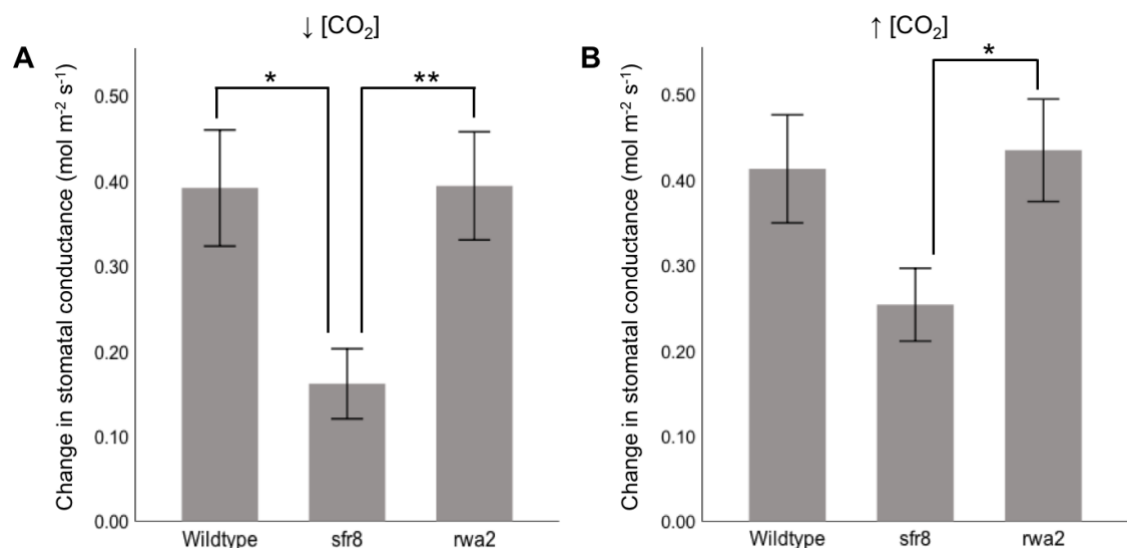 A
↓ [CO₂]
Change in stomatal conductance (mol m⁻² s⁻¹)
0.50
0.40
0.30
0.20
0.10
0.00
*
**
Wildtype sfr8 rwa2
B
↑ [CO₂]
Change in stomatal conductance (mol m⁻² s⁻¹)
0.50
0.40
0.30
0.20
0.10
0.00
*
Wildtype sfr8 rwa2